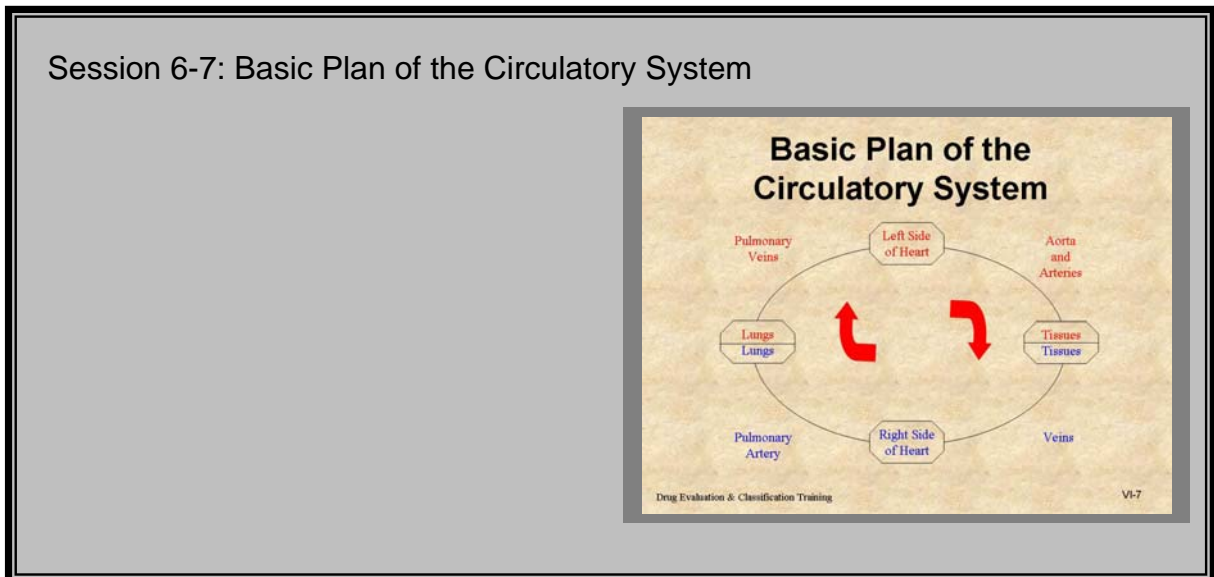 Session 6-7: Basic Plan of the Circulatory System
Basic Plan of the
Circulatory System
Pulmonary
Veins
Left Side
of Heart
Aorta
and
Arteries
Lungs
Lungs
Tissues
Tissues
Pulmonary
Artery
Right Side
of Heart
Veins
Drug Evaluation & Classification Training
VI-7